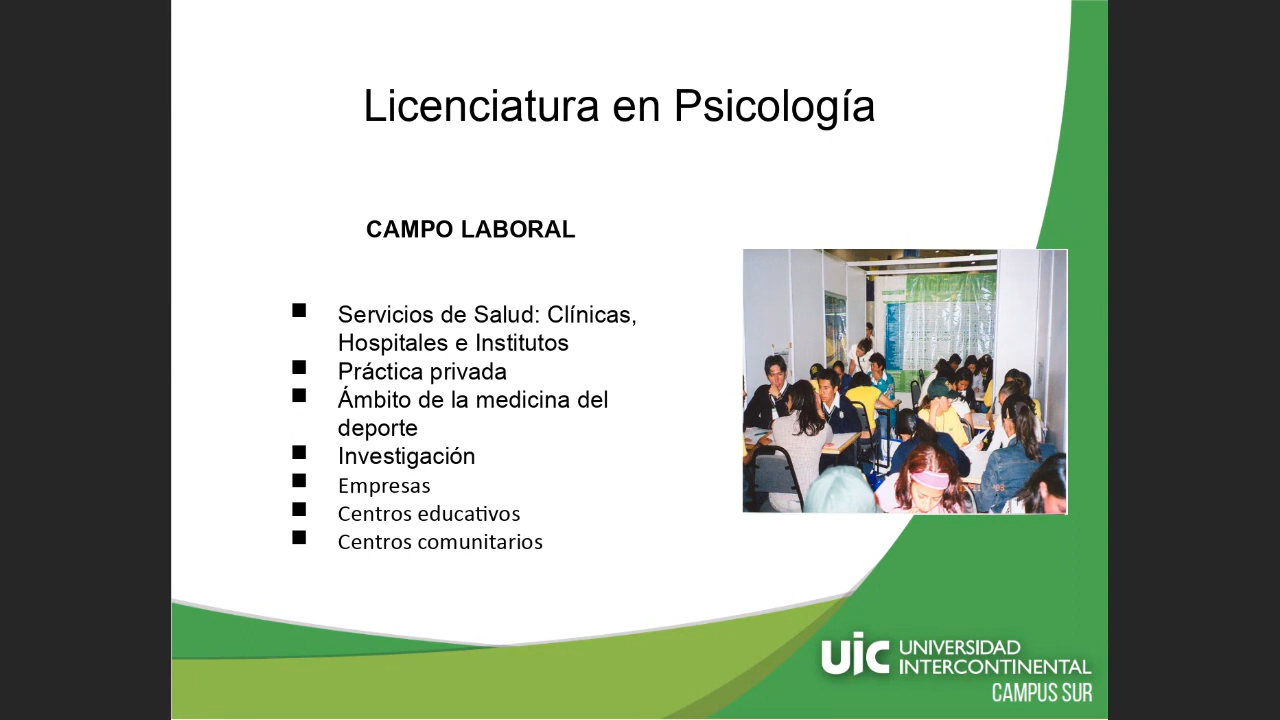 Licenciatura en Psicología
CAMPO LABORAL
Servicios de Salud: Clínicas,
Hospitales e Institutos
Práctica privada
Ámbito de la medicina del
deporte
Investigación
Empresas
Centros educativos
Centros comunitarios
uic UNIVERSIDAD
INTERCONTINENTAL
CAMPUS SUR